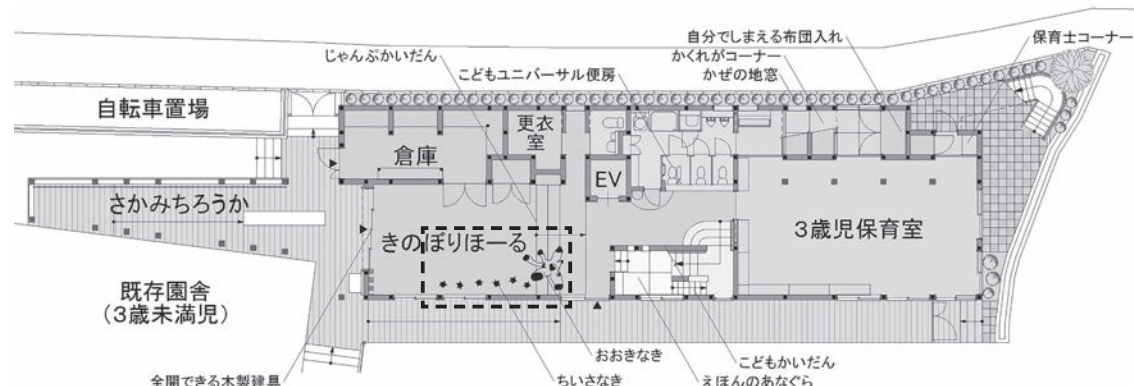 自分でしまえる布団入れ
保育士コーナー
じゃんぷかいだん
かくれがコーナー
こどもユニバーサル便房
かぜの地窓
自転車置場
更衣室
倉庫
EV
さかみちろうか
きのぼりほーる
3歳児保育室
既存園舎
(3歳未満児)
おおきなき
こどもかいだん
全開できる木製建具
ちいさなき
えほんのあなぐら